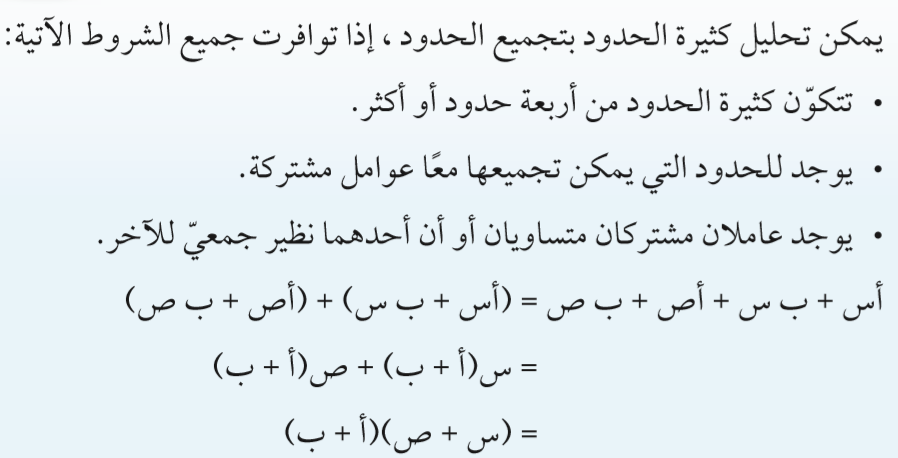 يمكن تحليل كثيرة الحدود بتجميع الحدود ، إذا توافرت جميع الشروط الآتية:
• تتكوّن كثيرة الحدود من أربعة حدود أو أكثر.
• يوجد للحدود التي يمكن تجميعها معًا عوامل مشتركة.
• يوجد عاملان مشتركان متساويان أو أن أحدهما نظير جمعيّ للآخر.
أس + ب س + أص + ب ص = (أس + ب س) + (أص + ب ص)
= س(أ + ب) + ص(أ + ب)
= (س + ص)(أ + ب)